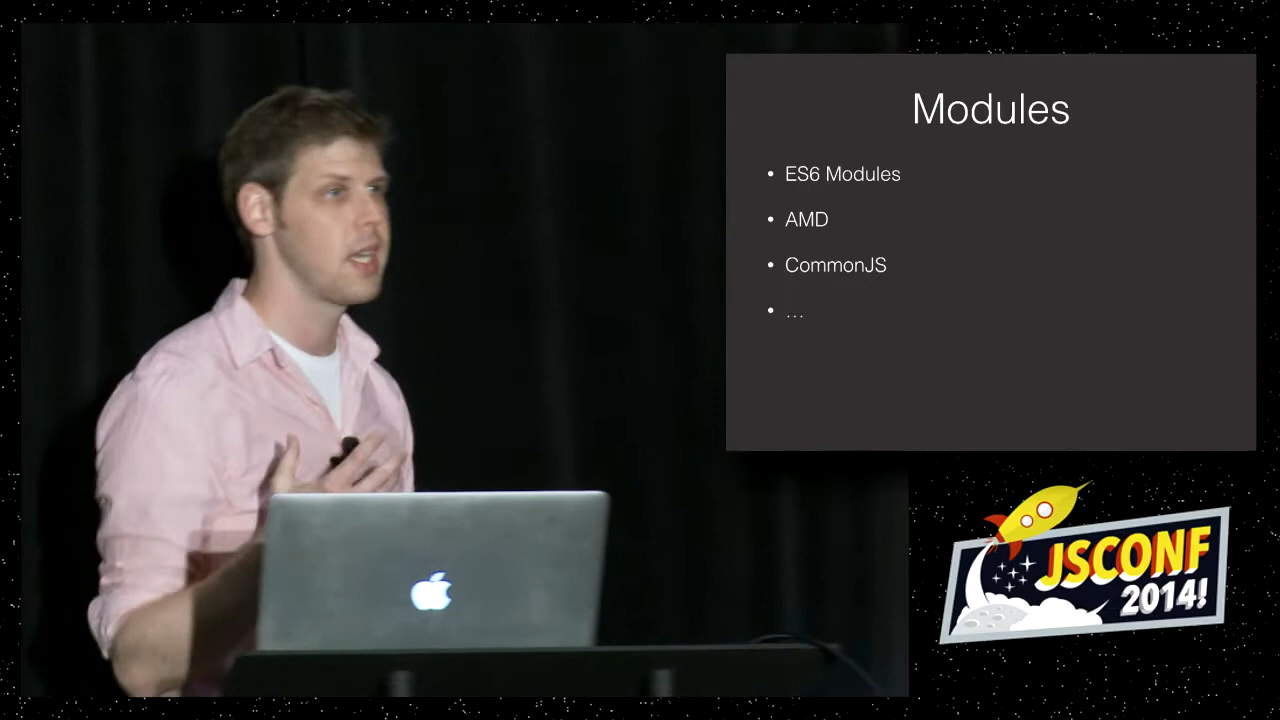 Modules
• ES6 Modules
• AMD
• CommonJS
• ...
JSCONF
2014!